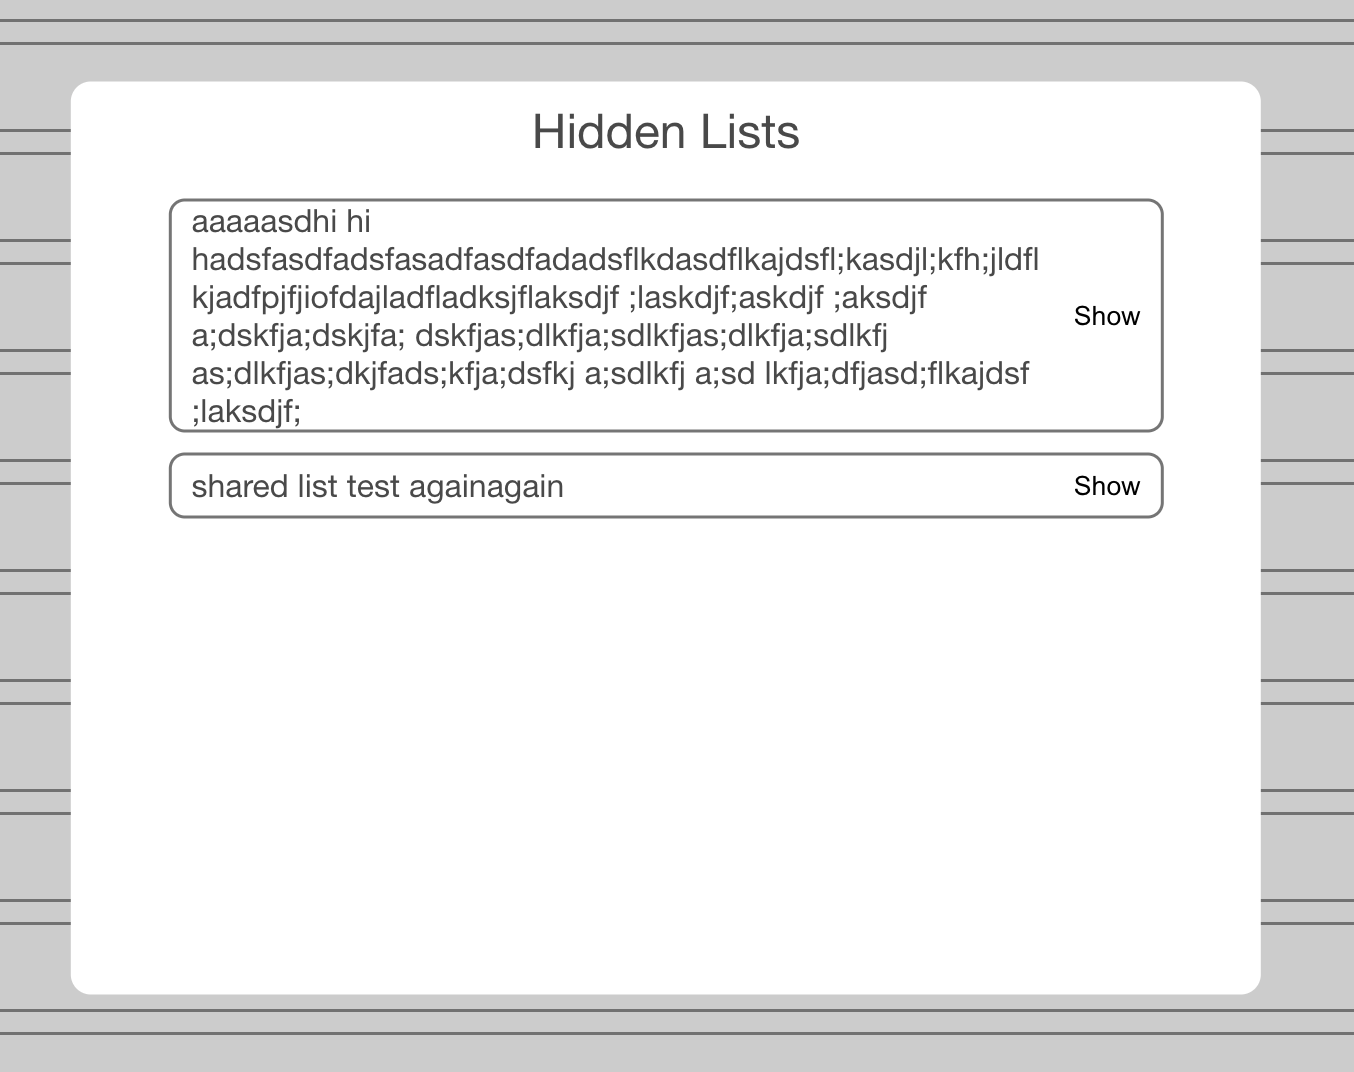 Hidden Lists
aaaaasdhi hi
hadsfasdfadsfasadfasdfadadsflkdasdflkajdsfl;kasdjl;kfh;jldfl
kjadfpjfjiofdajladfladksjflaksdjf ;laskdjf;askdjf ;aksdjf
a;dskfja;dskjfa; dskfjas;dlkfja;sdlkfjas;dlkfja;sdlkfj
as;dlkfjas;dkjfads;kfja;dsfkj a;sdlkfj a;sd lkfja;dfjasd;flkajdsf
;laksdjf;
Show
shared list test againagain
Show